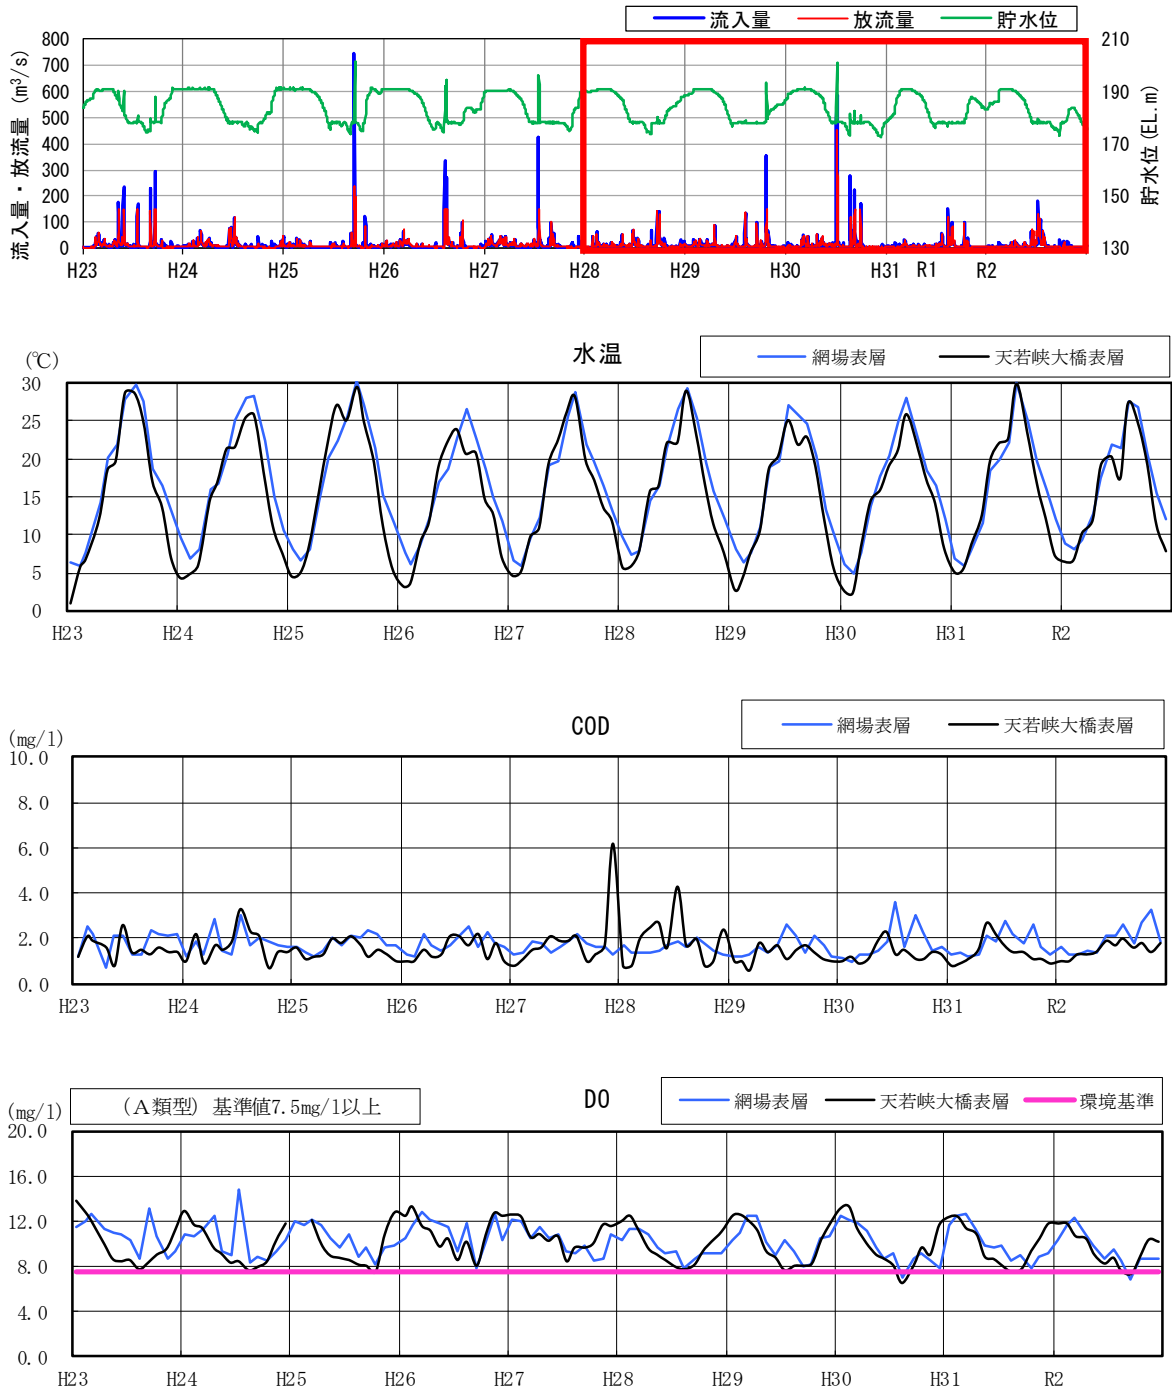 流入量 放流量 貯水位
流入量・放流量 (m³/s)
800
700
600
500
400
300
200
100
0
210
190
170
150
130
貯水位(EL.m)
H23 H24 H25 H26 H27 H28 H29 H30 H31 R1 R2
水温
(℃)
網場表層 天若峡大橋表層
30
25
20
15
10
5
0
H23 H24 H25 H26 H27 H28 H29 H30 H31 R2
COD
(mg/l)
網場表層 天若峡大橋表層
10.0
8.0
6.0
4.0
2.0
0.0
H23 H24 H25 H26 H27 H28 H29 H30 H31 R2
(A類型) 基準値7.5mg/l以上
DO
(mg/l)
網場表層 天若峡大橋表層 環境基準
20.0
16.0
12.0
8.0
4.0
0.0
H23 H24 H25 H26 H27 H28 H29 H30 H31 R2